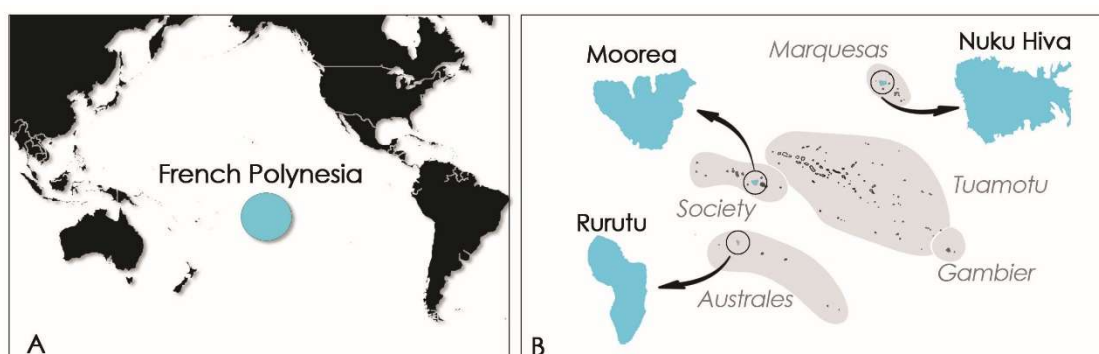 French Polynesia
A
Moorea
Marquesas
Nuku Hiva
Society
Tuamotu
Rurutu
Gambier
Australes
B